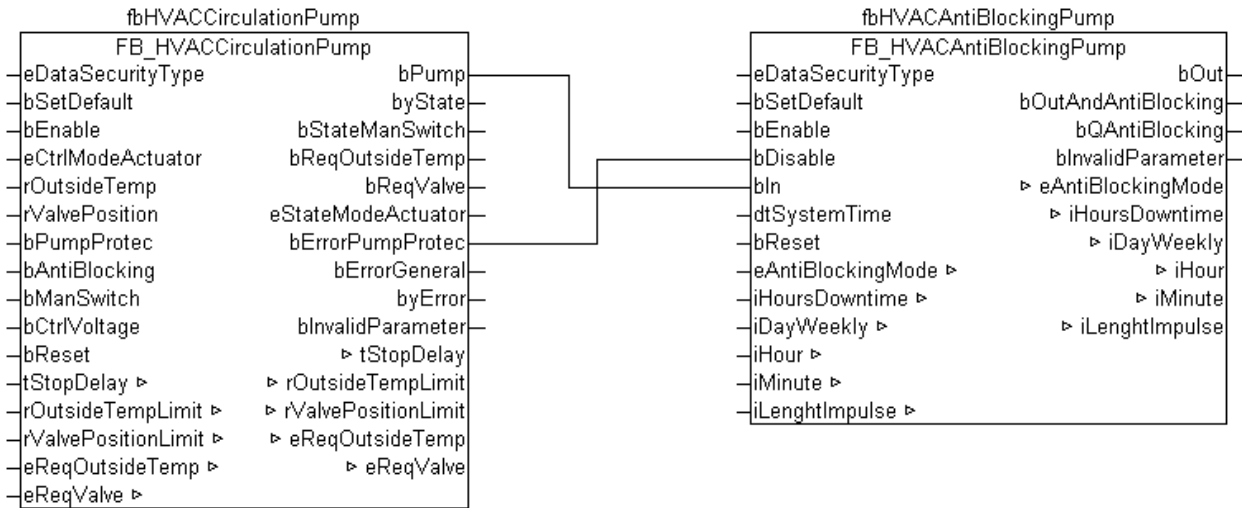 fbHVACCirculationPump
FB_HVACCirculationPump
eDataSecurityType bPump
bSetDefault byState
bEnable bStateManSwitch
eCtrlModeActuator bReqOutsideTemp
rOutsideTemp bReqValve
rValvePosition eStateModeActuator
bPumpProtec bErrorPumpProtec
bAntiBlocking bErrorGeneral
bManSwitch byError
bCtrlVoltage bInvalidParameter
bReset ▹ tStopDelay
tStopDelay ▹ ▹ rOutsideTempLimit
rOutsideTempLimit ▹ ▹ rValvePositionLimit
rValvePositionLimit ▹ ▹ eReqOutsideTemp
eReqOutsideTemp ▹ ▹ eReqValve
eReqValve ▹
fbHVACAntiBlockingPump
FB_HVACAntiBlockingPump
eDataSecurityType bOut
bSetDefault bOutAndAntiBlocking
bEnable bQAntiBlocking
bDisable bInvalidParameter
bIn ▹ eAntiBlockingMode
dtSystemTime ▹ iHoursDowntime
bReset ▹ iDayWeekly
eAntiBlockingMode ▹ ▹ iHour
iHoursDowntime ▹ ▹ iMinute
iDayWeekly ▹ ▹ iLenghtImpulse
iHour ▹
iMinute ▹
iLenghtImpulse ▹